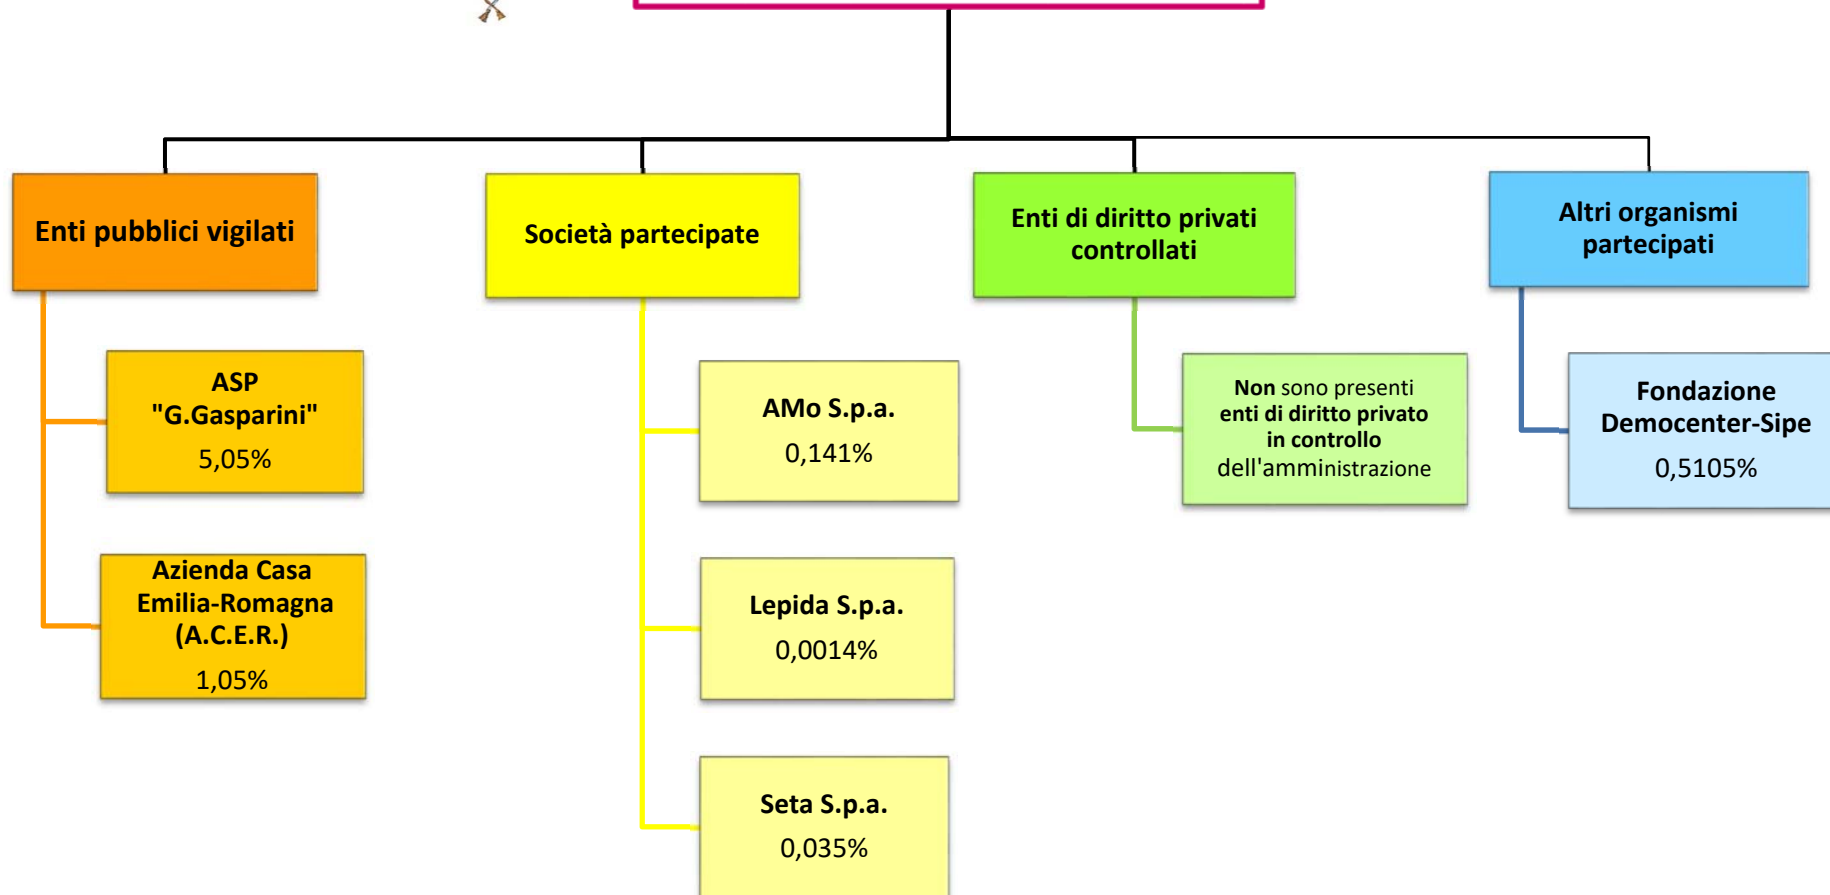 Enti pubblici vigilati
Società partecipate
Enti di diritto privati
controllati
Altri organismi
partecipati
ASP
"G.Gasparini"
5,05%
Azienda Casa
Emilia-Romagna
(A.C.E.R.)
1,05%
AMo S.p.a.
0,141%
Lepida S.p.a.
0,0014%
Seta S.p.a.
0,035%
Non sono presenti
enti di diritto privato
in controllo
dell'amministrazione
Fondazione
Democenter-Sipe
0,5105%